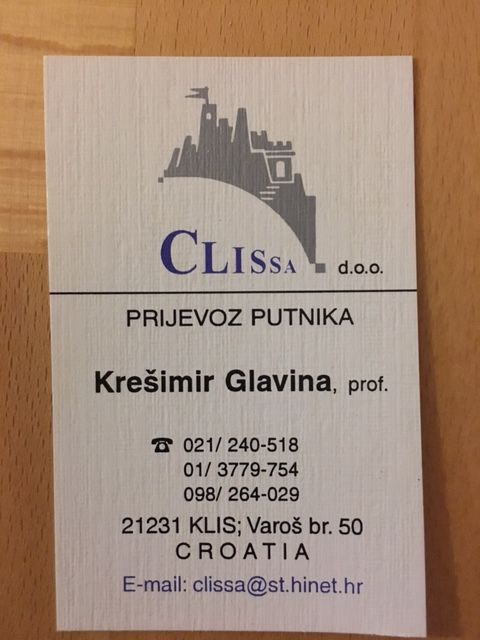 CLISSA d.o.o.
PRIJEVOZ PUTNIKA
Krešimir Glavina, prof.
☎ 021/ 240-518
01/ 3779-754
098/ 264-029
21231 KLIS; Varoš br. 50
CROATIA
E-mail: clissa@st.hinet.hr